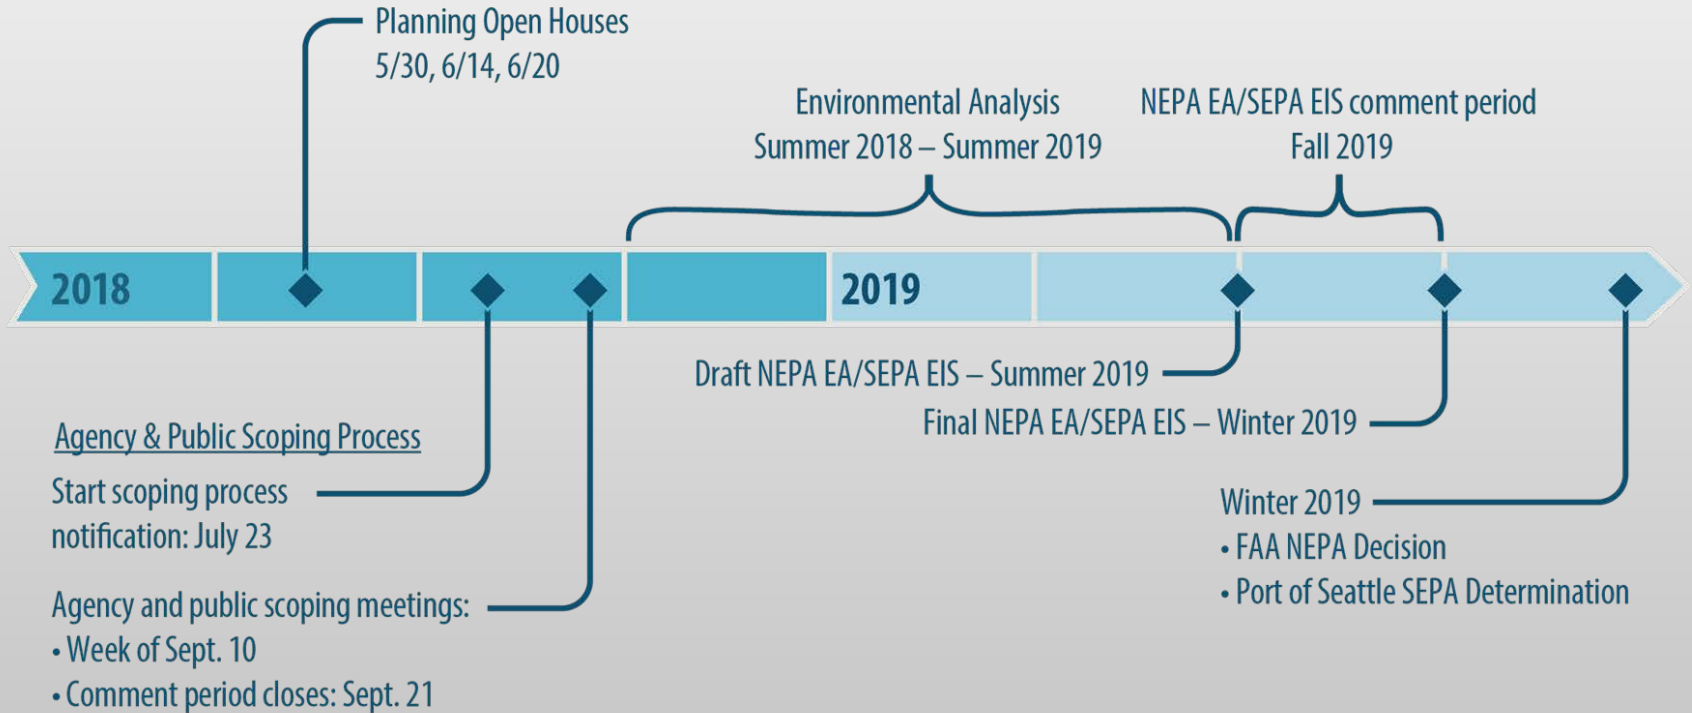 Planning Open Houses
5/30, 6/14, 6/20
Environmental Analysis
Summer 2018 – Summer 2019
NEPA EA/SEPA EIS comment period
Fall 2019
2018
2019
Draft NEPA EA/SEPA EIS – Summer 2019
Final NEPA EA/SEPA EIS – Winter 2019
Agency & Public Scoping Process
Start scoping process
notification: July 23
Agency and public scoping meetings:
• Week of Sept. 10
• Comment period closes: Sept. 21
Winter 2019
• FAA NEPA Decision
• Port of Seattle SEPA Determination